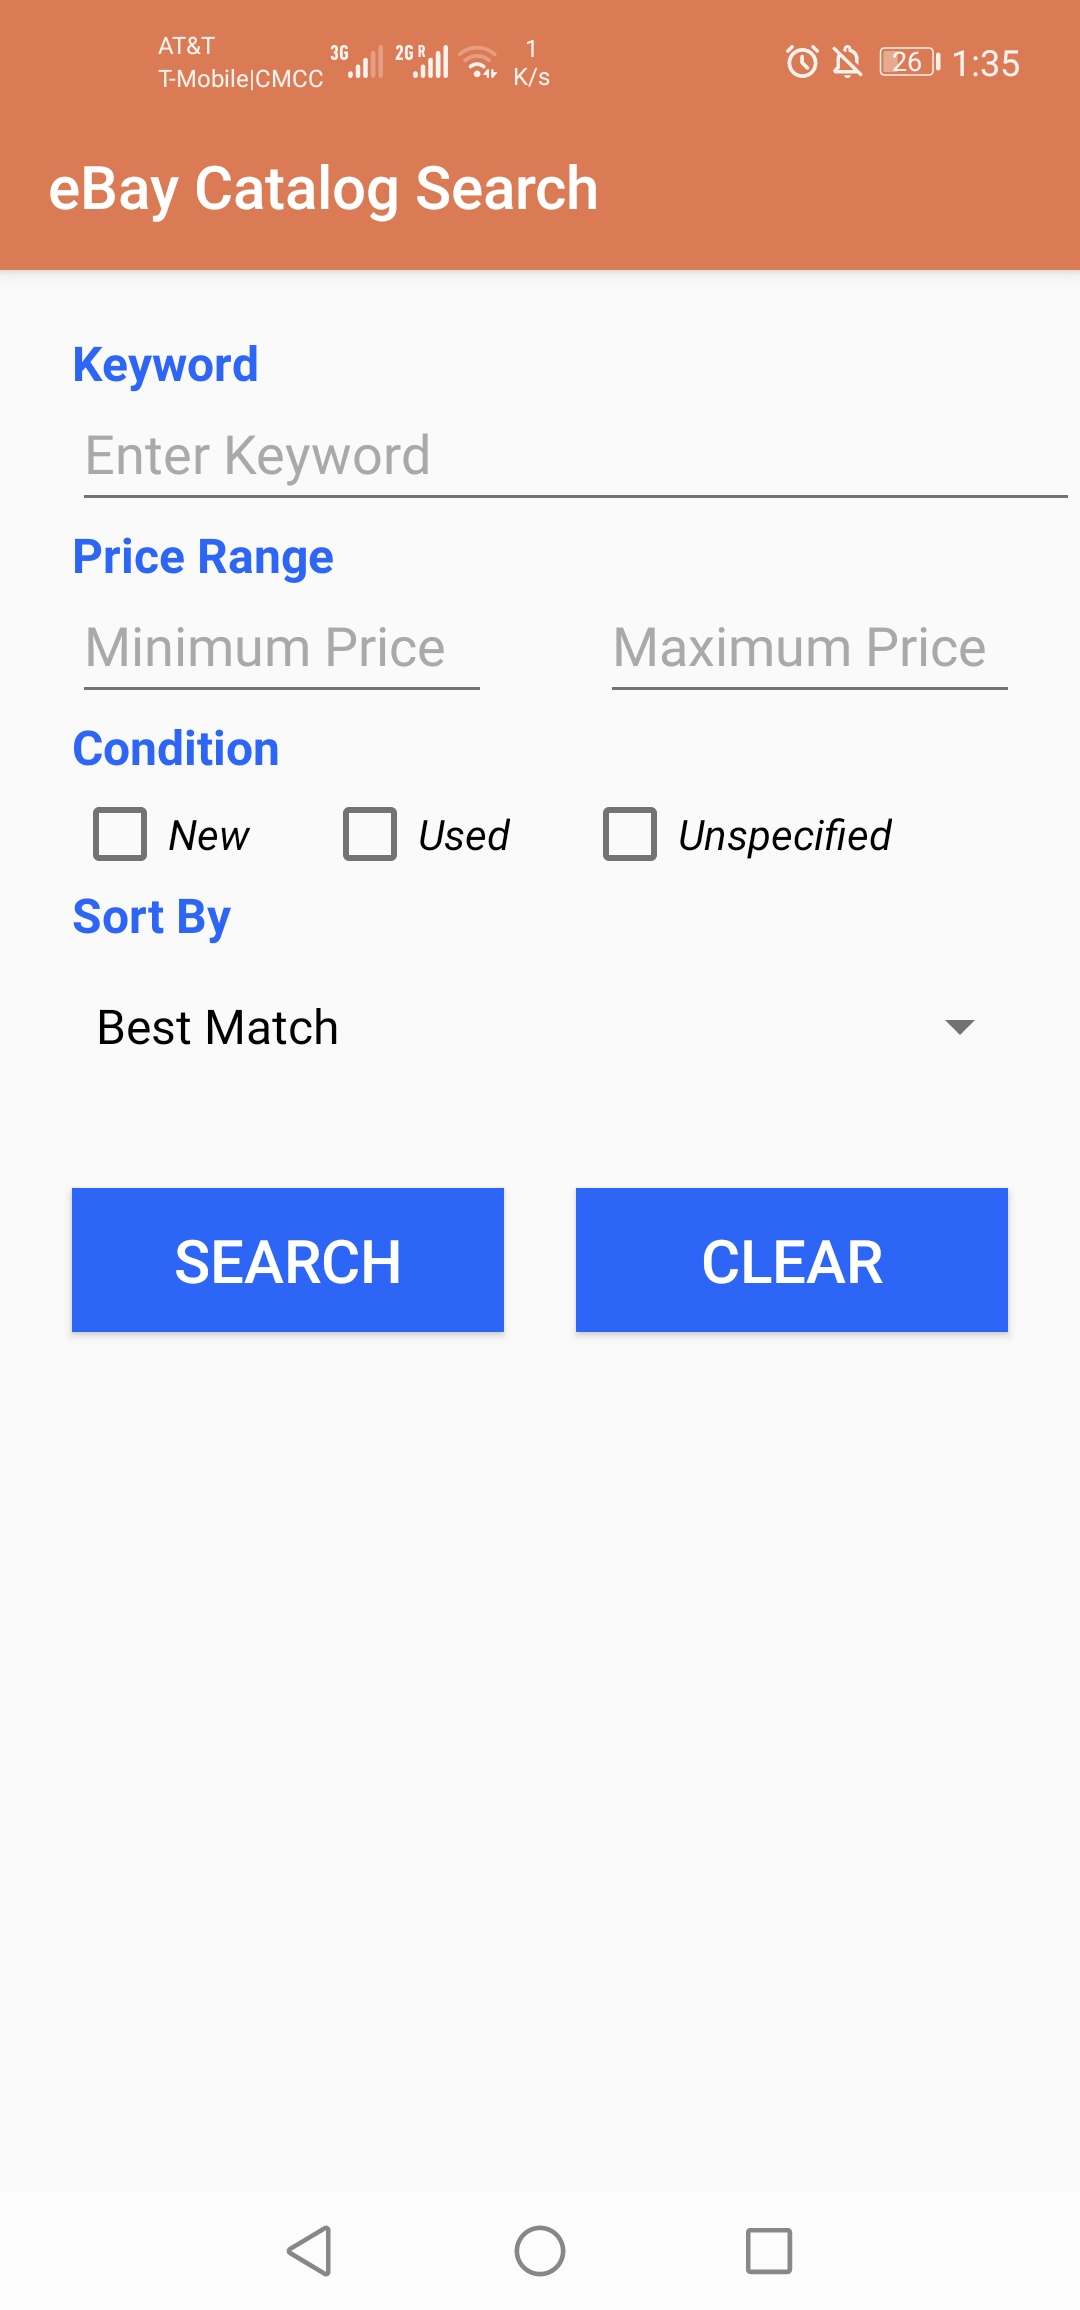 AT&T
T-Mobile|CMCC 3G 2G R 1 K/s 26 1:35
eBay Catalog Search
Keyword
Enter Keyword
Price Range
Minimum Price Maximum Price
Condition
New Used Unspecified
Sort By
Best Match
SEARCH CLEAR